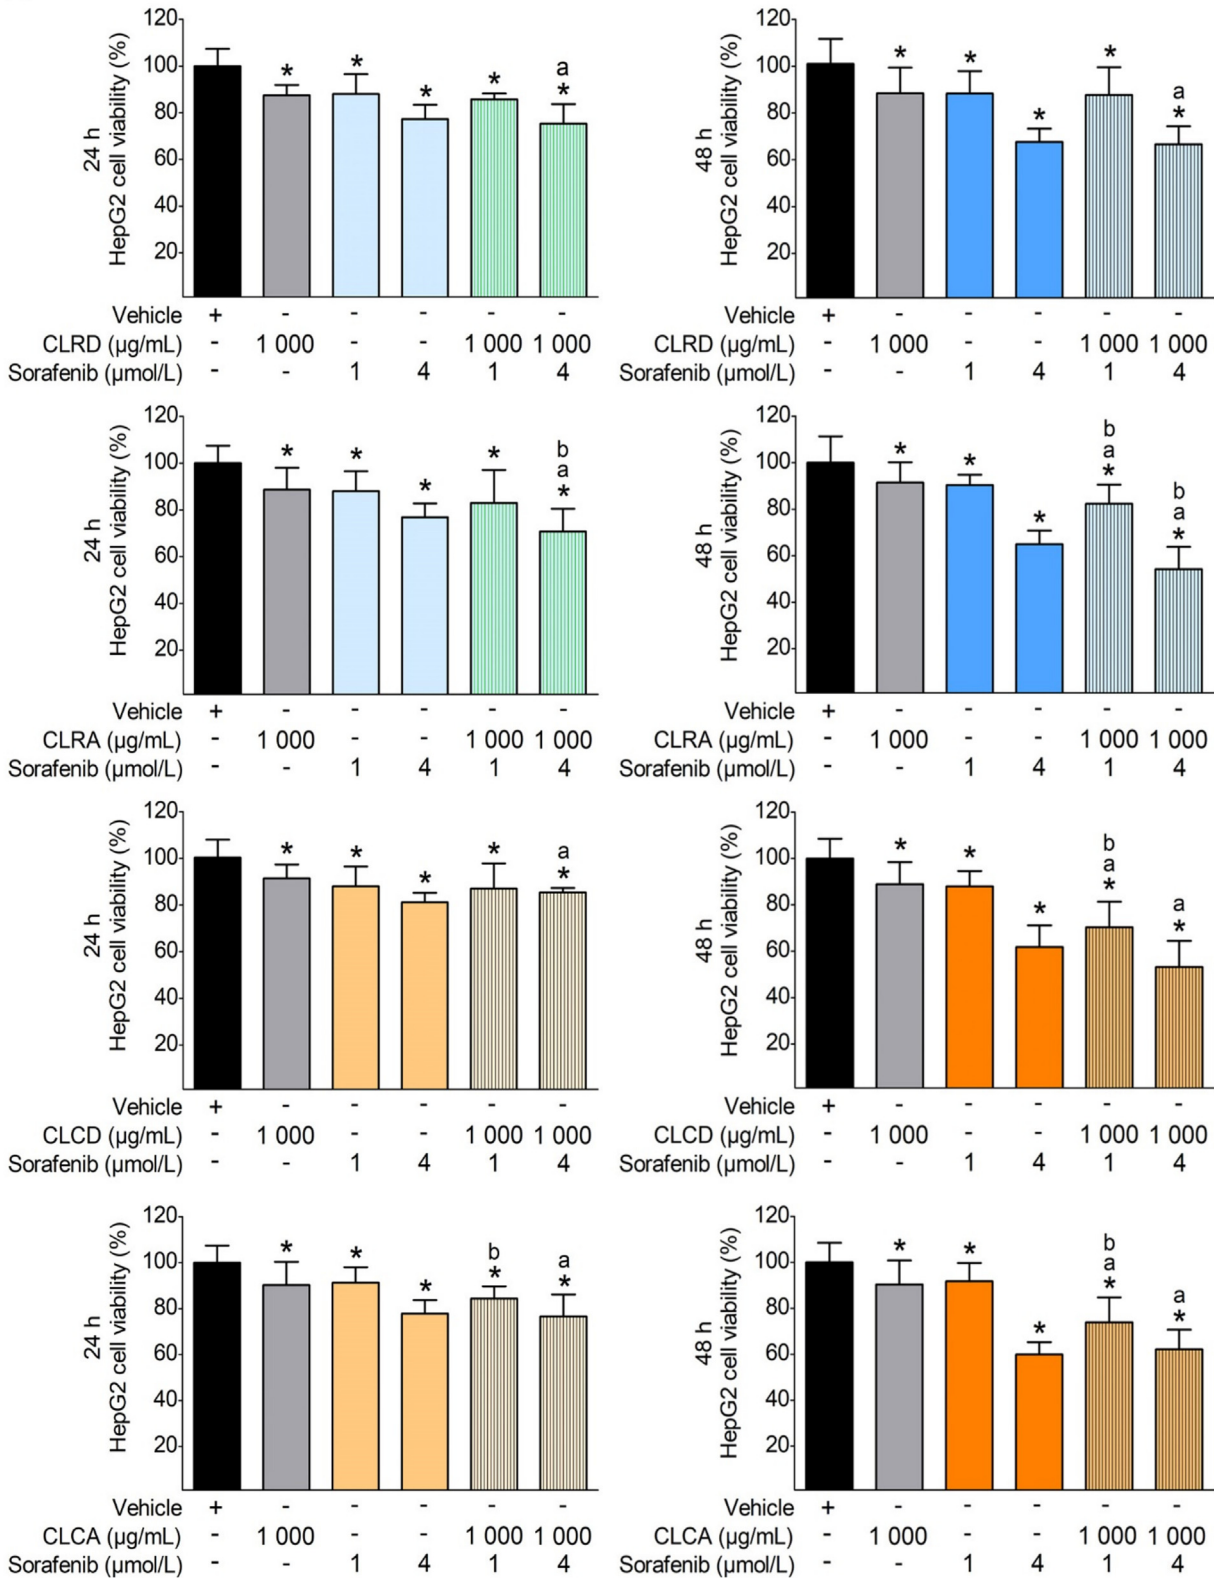 120
100
80
60
40
20
24 h
HepG2 cell viability (%)
* * * * a
*
Vehicle + - - - - -
CLRD (µg/mL) - 1 000 - - 1 000 1 000
Sorafenib (µmol/L) - - 1 4 1 4
120
100
80
60
40
20
48 h
HepG2 cell viability (%)
* * * * a
*
Vehicle + - - - - -
CLRD (µg/mL) - 1 000 - - 1 000 1 000
Sorafenib (µmol/L) - - 1 4 1 4
120
100
80
60
40
20
24 h
HepG2 cell viability (%)
* * * * b
a
*
Vehicle + - - - - -
CLRA (µg/mL) - 1 000 - - 1 000 1 000
Sorafenib (µmol/L) - - 1 4 1 4
120
100
80
60
40
20
48 h
HepG2 cell viability (%)
* * * b
a
*
b
a
*
Vehicle + - - - - -
CLRA (µg/mL) - 1 000 - - 1 000 1 000
Sorafenib (µmol/L) - - 1 4 1 4
120
100
80
60
40
20
24 h
HepG2 cell viability (%)
* * * * a
*
Vehicle + - - - - -
CLCD (µg/mL) - 1 000 - - 1 000 1 000
Sorafenib (µmol/L) - - 1 4 1 4
120
100
80
60
40
20
48 h
HepG2 cell viability (%)
* * * b
a
*
a
*
Vehicle + - - - - -
CLCD (µg/mL) - 1 000 - - 1 000 1 000
Sorafenib (µmol/L) - - 1 4 1 4
120
100
80
60
40
20
24 h
HepG2 cell viability (%)
* * * b
*
a
*
Vehicle + - - - - -
CLCA (µg/mL) - 1 000 - - 1 000 1 000
Sorafenib (µmol/L) - - 1 4 1 4
120
100
80
60
40
20
48 h
HepG2 cell viability (%)
* * * b
a
*
a
*
Vehicle + - - - - -
CLCA (µg/mL) - 1 000 - - 1 000 1 000
Sorafenib (µmol/L) - - 1 4 1 4